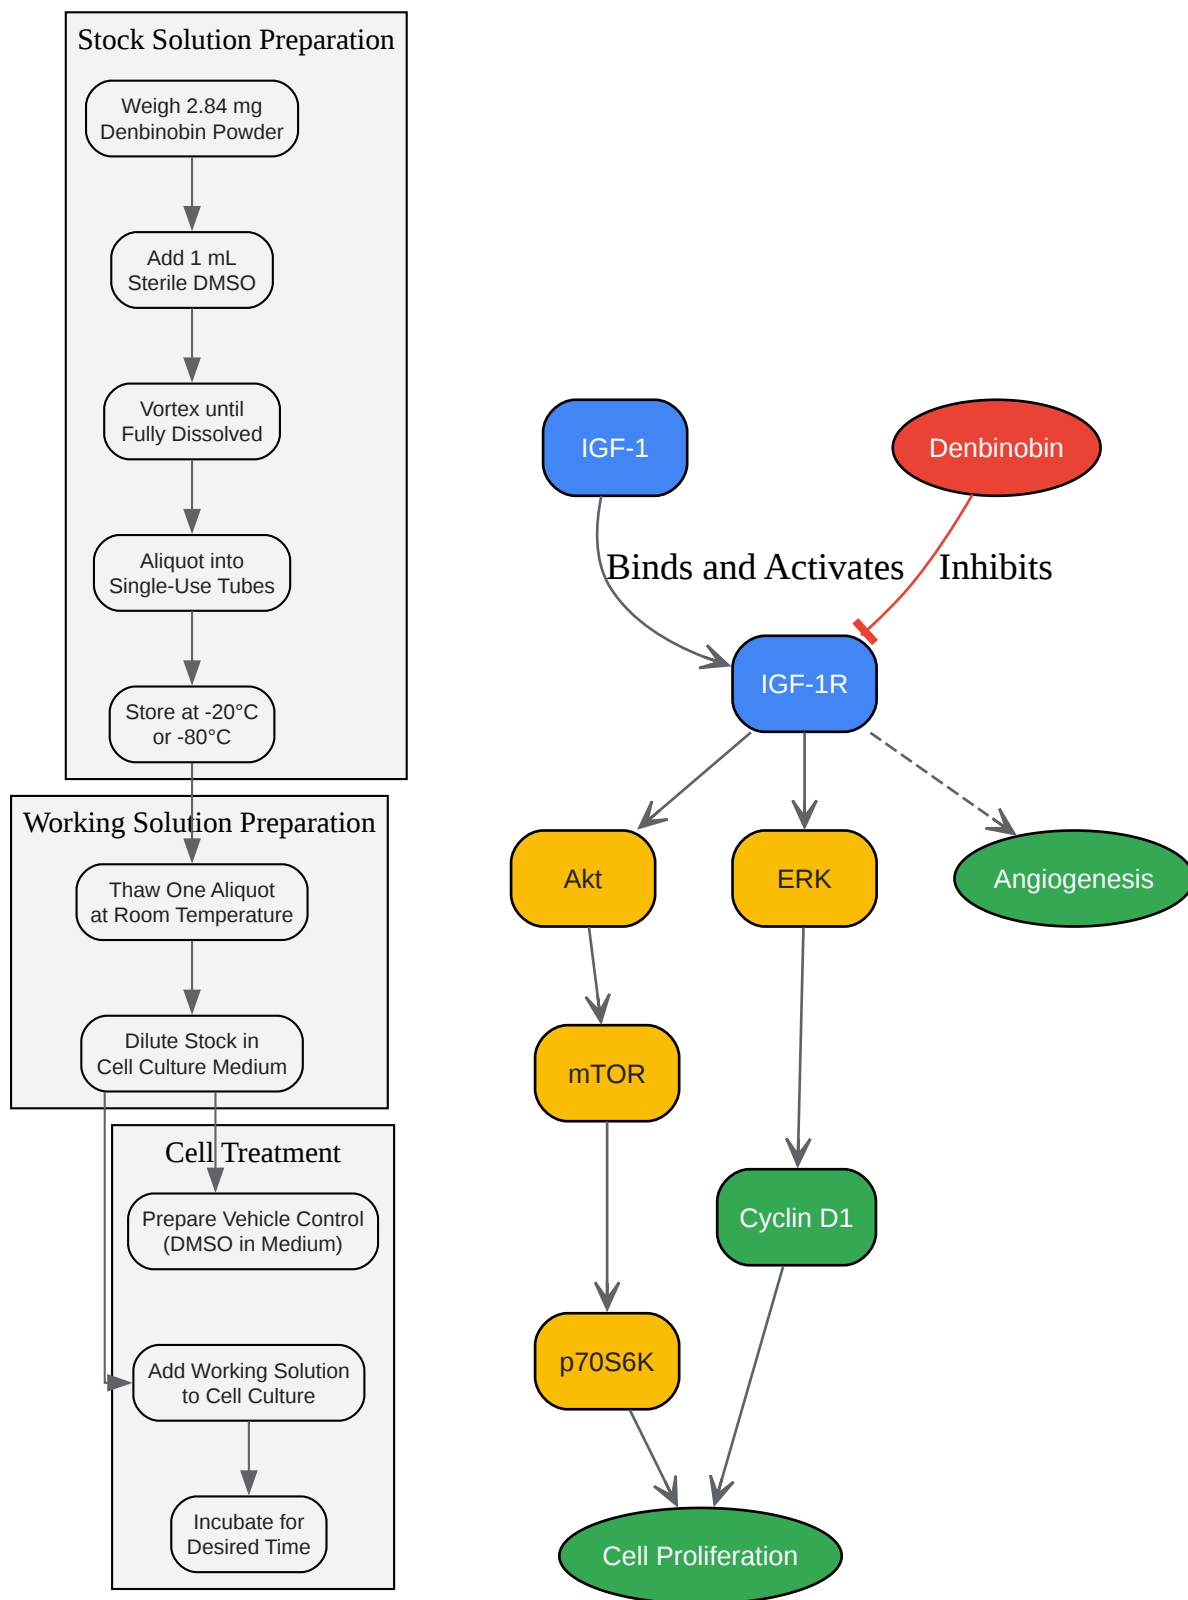 Stock Solution Preparation
Weigh 2.84 mg
Denbinobin Powder
Add 1 mL
Sterile DMSO
Vortex until
Fully Dissolved
Aliquot into
Single-Use Tubes
Store at -20°C
or -80°C
Working Solution Preparation
Thaw One Aliquot
at Room Temperature
Dilute Stock in
Cell Culture Medium
Cell Treatment
Prepare Vehicle Control
(DMSO in Medium)
Add Working Solution
to Cell Culture
Incubate for
Desired Time
IGF-1
Denbinobin
Binds and Activates
Inhibits
IGF-1R
Akt
ERK
Angiogenesis
mTOR
Cyclin D1
p70S6K
Cell Proliferation